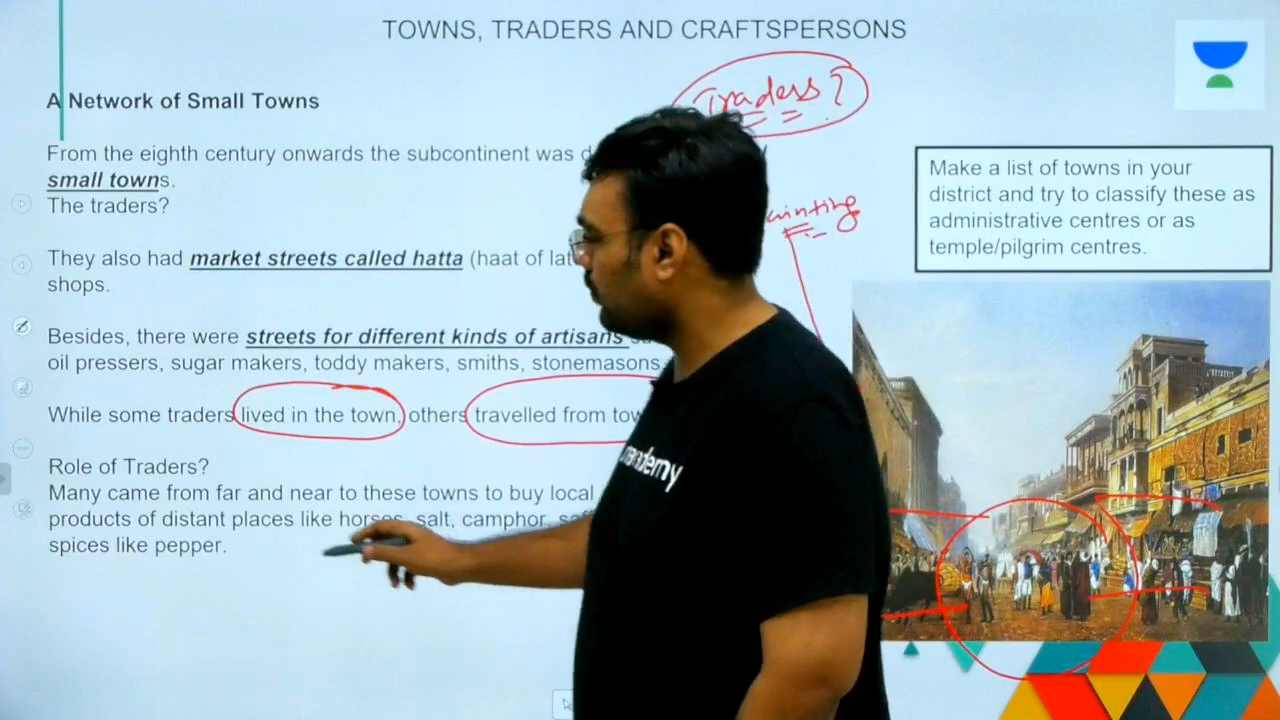 TOWNS, TRADERS AND CRAFTSPERSONS
A Network of Small Towns
Traders?
From the eighth century onwards the subcontinent was
small towns.
The traders?
They also had market streets called hatta (haat of
shops.
Besides, there were streets for different kinds of artisans
oil pressers, sugar makers, toddy makers, smiths, stonemasons,
While some traders lived in the town, others travelled from
Role of Traders?
Many came from far and near to these towns to buy local
products of distant places like horses, salt, camphor,
spices like pepper.
Make a list of towns in your
district and try to classify these as
administrative centres or as
temple/pilgrim centres.